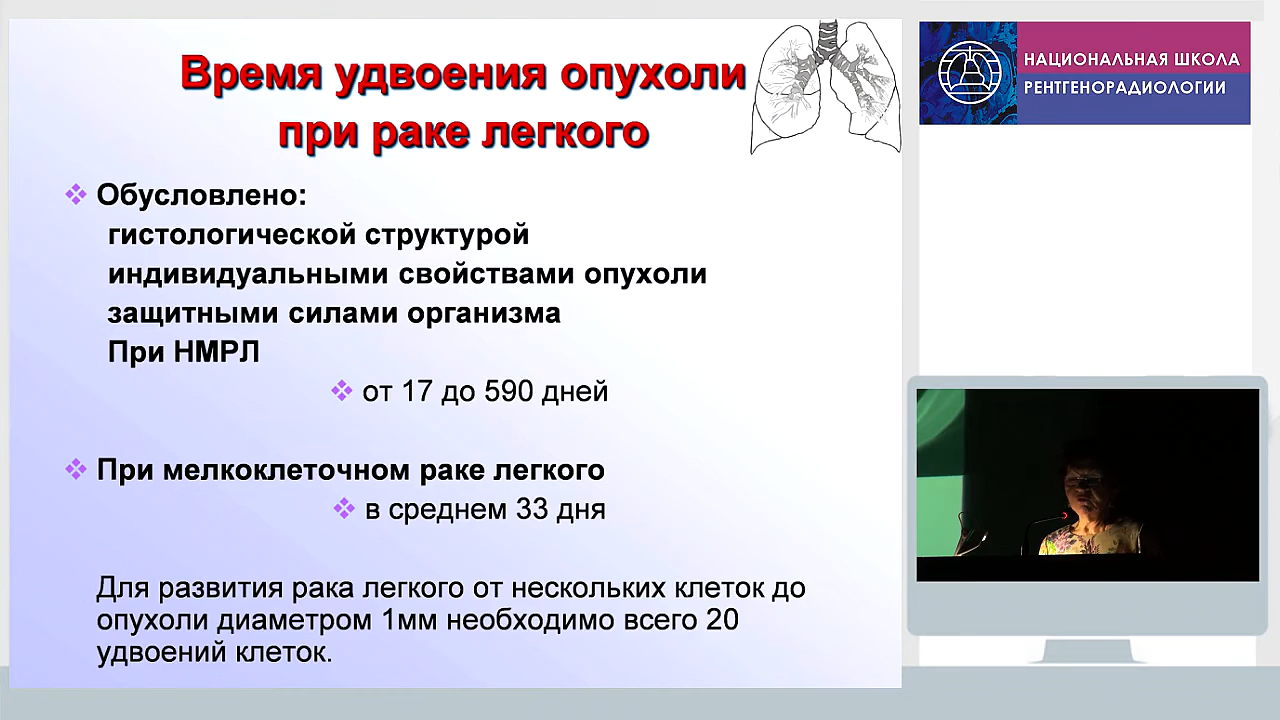 Время удвоения опухоли
при раке легкого
Обусловлено:
гистологической структурой
индивидуальными свойствами опухоли
защитными силами организма
При НМРЛ
от 17 до 590 дней
При мелкоклеточном раке легкого
в среднем 33 дня
Для развития рака легкого от нескольких клеток до
опухоли диаметром 1мм необходимо всего 20
удвоений клеток.
НАЦИОНАЛЬНАЯ ШКОЛА
РЕНТГЕНОРАДИОЛОГИИ